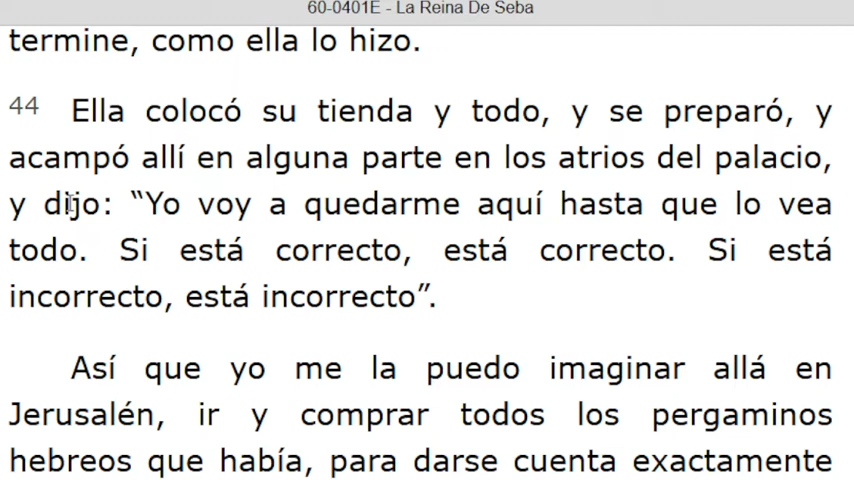 60-0401E - La Reina De Seba
termine, como ella lo hizo.
44 Ella colocó su tienda y todo, y se preparó, y
acampó allí en alguna parte en los atrios del palacio,
y dijo: “Yo voy a quedarme aquí hasta que lo vea
todo. Si está correcto, está correcto. Si está
incorrecto, está incorrecto”.
Así que yo me la puedo imaginar allá en
Jerusalén, ir y comprar todos los pergaminos
hebreos que había, para darse cuenta exactamente